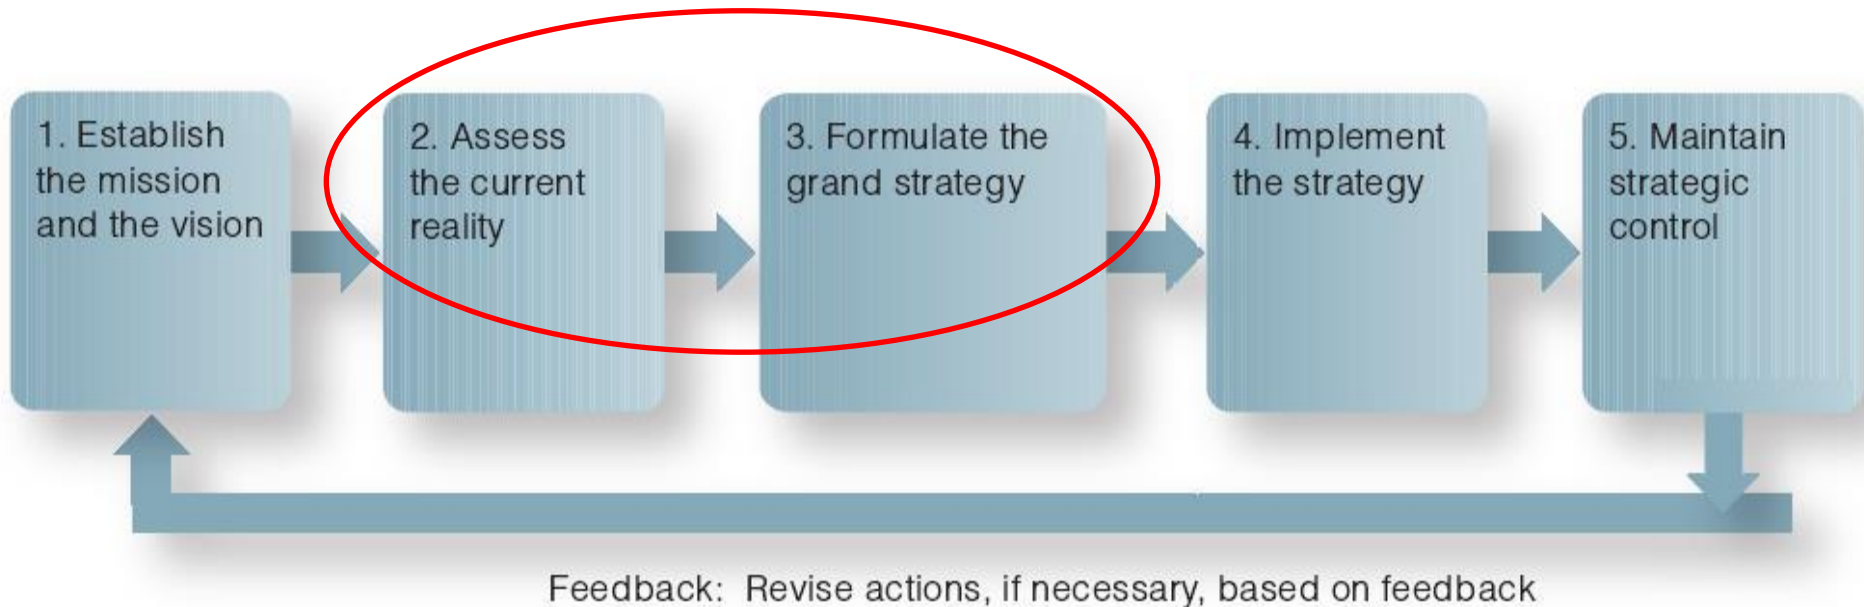 1. Establish
the mission
and the vision
2. Assess
the current
reality
3. Formulate the
grand strategy
4. Implement
the strategy
5. Maintain
strategic
control
Feedback: Revise actions, if necessary, based on feedback